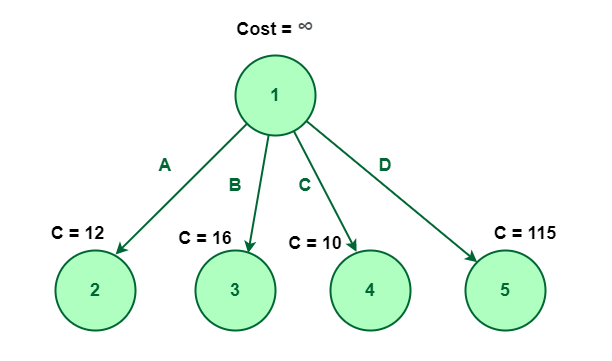 Cost = ∞
1
A
B
C
D
C = 12
C = 16
C = 10
C = 115
2
3
4
5